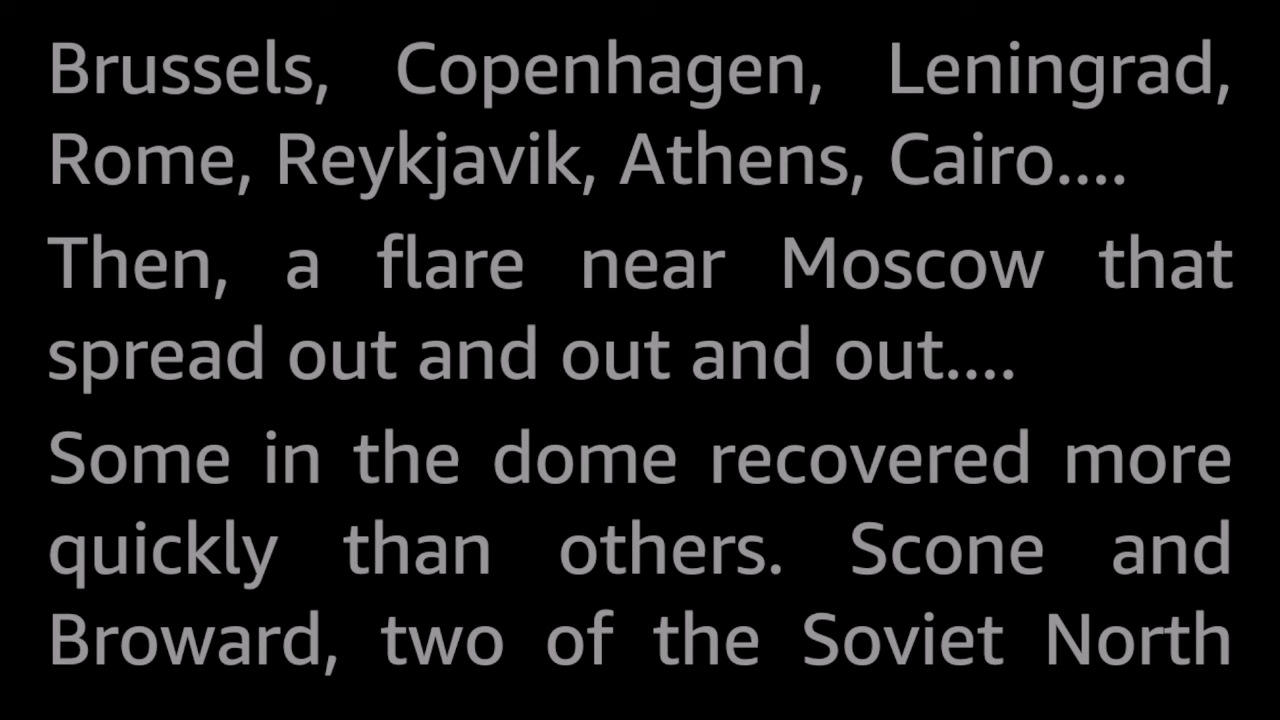 Brussels, Copenhagen, Leningrad,
Rome, Reykjavik, Athens, Cairo....
Then, a flare near Moscow that
spread out and out and out....
Some in the dome recovered more
quickly than others. Scone and
Broward, two of the Soviet North